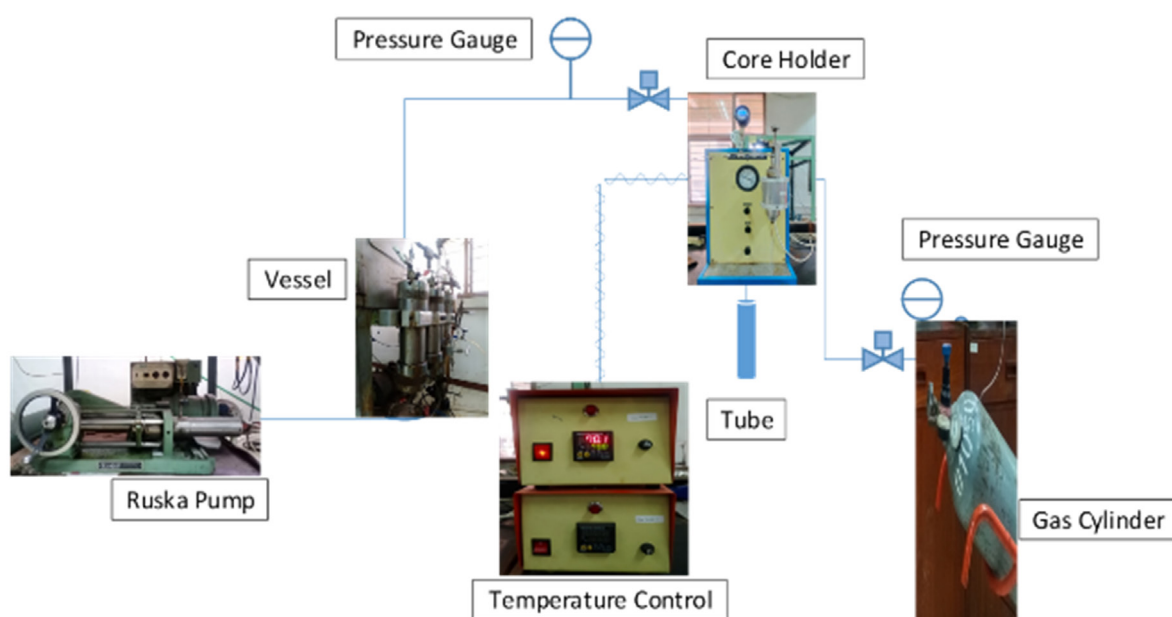 Pressure Gauge
Core Holder
Pressure Gauge
Vessel
Tube
Ruska Pump
Gas Cylinder
Temperature Control